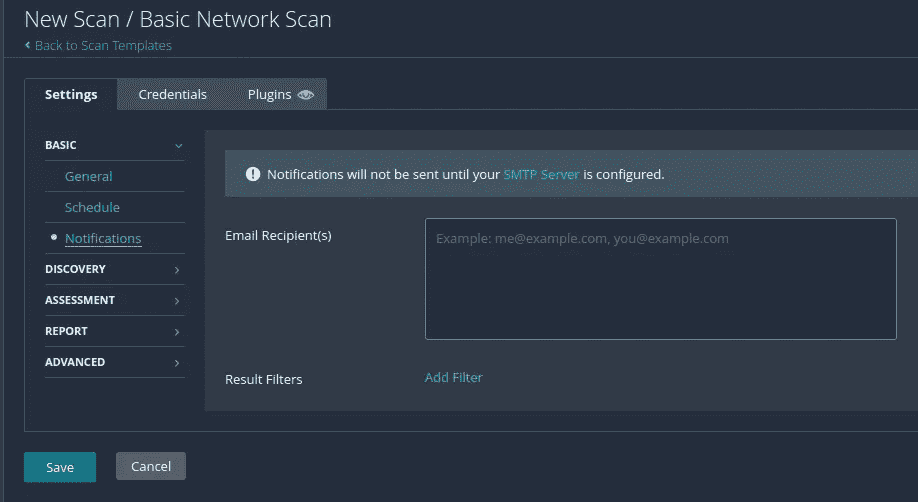 New Scan / Basic Network Scan
Back to Scan Templates
Settings
Credentials
Plugins
BASIC
General
Schedule
Notifications
DISCOVERY
ASSESSMENT
REPORT
ADVANCED
Notifications will not be sent until your SMTP Server is configured.
Email Recipient(s)
Example: me@example.com, you@example.com
Result Filters
Add Filter
Save
Cancel